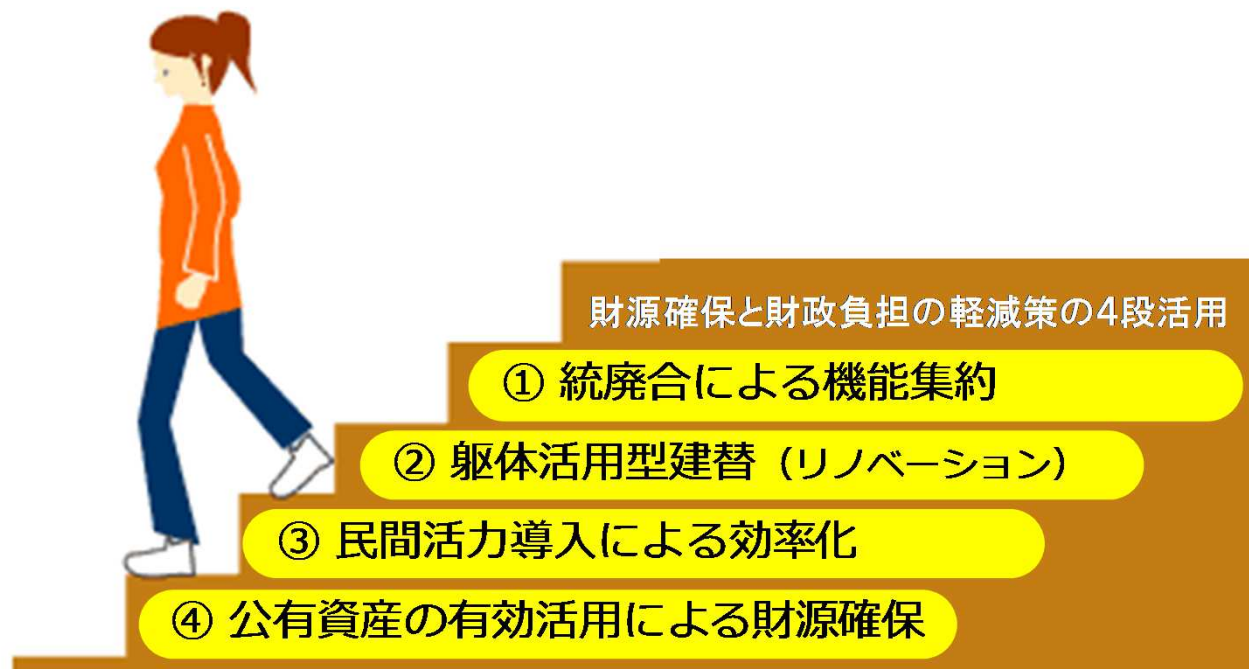 財源確保と財政負担の軽減策の4段活用
① 統廃合による機能集約
② 躯体活用型建替（リノベーション）
③ 民間活力導入による効率化
④ 公有資産の有効活用による財源確保